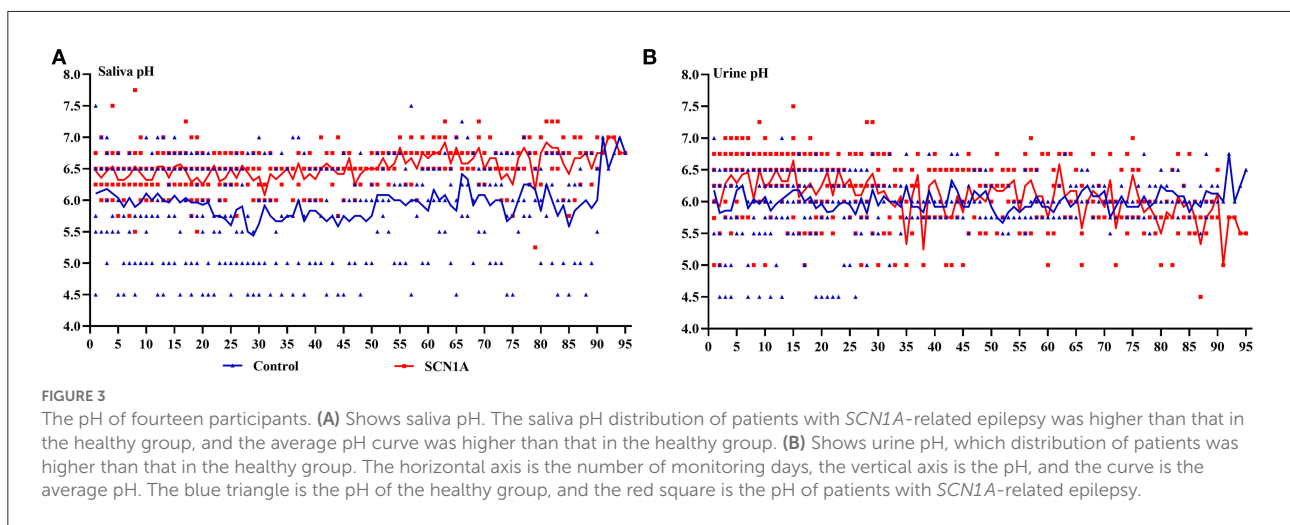 A
B
Saliva pH
Urine pH
8.0
7.5
7.0
6.5
6.0
5.5
5.0
4.5
4.0
0 5 10 15 20 25 30 35 40 45 50 55 60 65 70 75 80 85 90 95
8.0
7.5
7.0
6.5
6.0
5.5
5.0
4.5
4.0
0 5 10 15 20 25 30 35 40 45 50 55 60 65 70 75 80 85 90 95
Control
SCN1A
FIGURE 3
The pH of fourteen participants. (A) Shows saliva pH. The saliva pH distribution of patients with SCN1A-related epilepsy was higher than that in
the healthy group, and the average pH curve was higher than that in the healthy group. (B) Shows urine pH, which distribution of patients was
higher than that in the healthy group. The horizontal axis is the number of monitoring days, the vertical axis is the pH, and the curve is the
average pH. The blue triangle is the pH of the healthy group, and the red square is the pH of patients with SCN1A-related epilepsy.